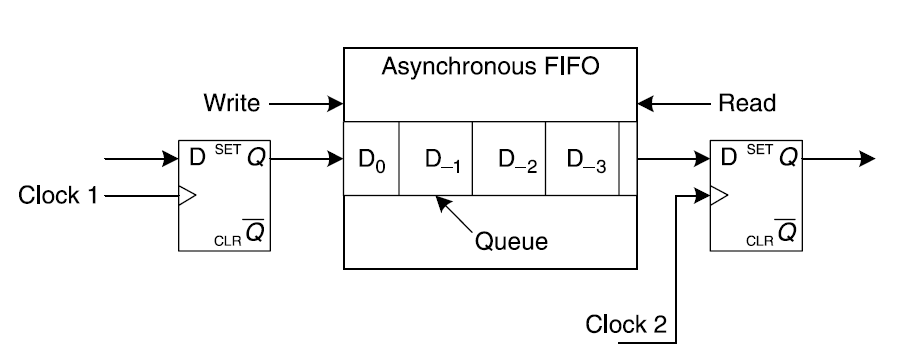 Asynchronous FIFO
Write
Read
D SET Q
D₀
D₋₁
D₋₂
D₋₃
D SET Q
Clock 1
CLR Q̅
Queue
CLR Q̅
Clock 2